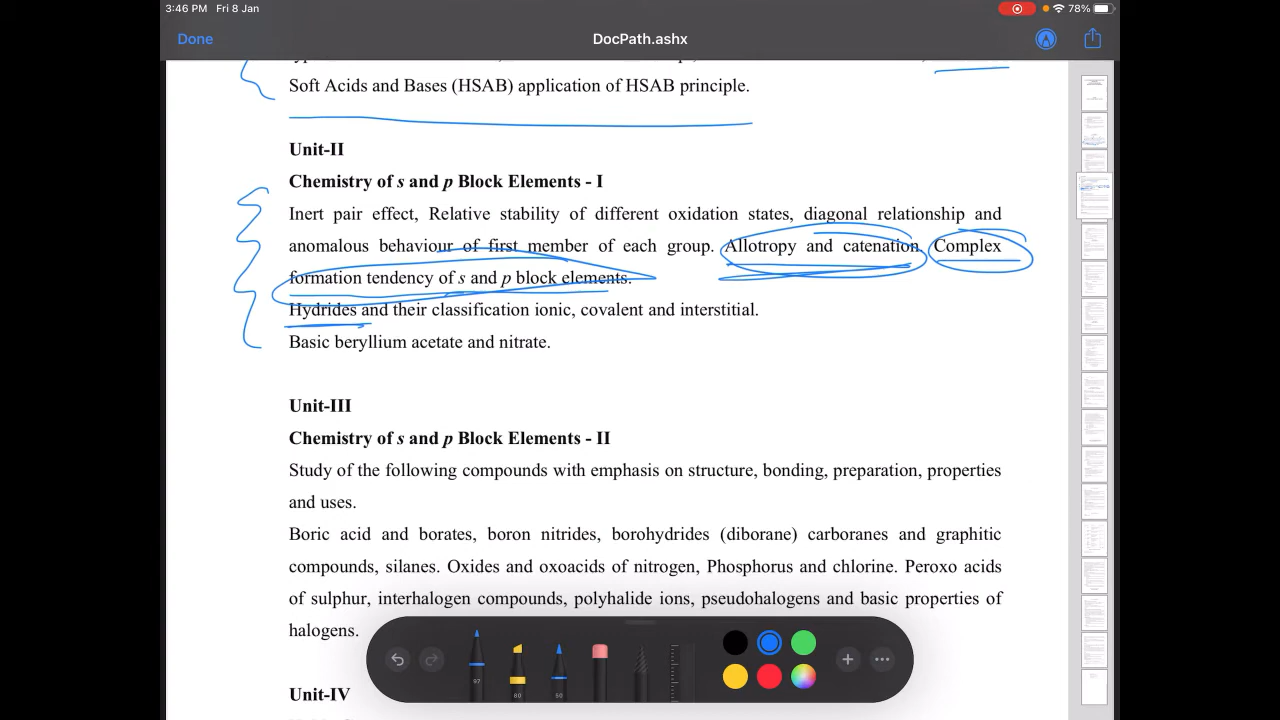 3:46 PM Fri 8 Jan 78%
Done DocPath.ashx
Soft Acids and Bases (HSAB) application of HSAB principle.
Unit-II
Chemistry of s and p Block Elements - I
Inert pair effect, Relative stability of different oxidation states, diagonal relationship and
anomalous behaviour of first member of each group. Allotropy and catenation. Complex
formation tendency of s and p block elements.
Hydrides and their classification ionic, covalent and interstitial.
Basic beryllium acetate and nitrate.
Unit-III
Chemistry of s and p Block Elements - II
Study of the following compounds with emphasis on structure, bonding, preparation, properties
and uses.
Boric acid and borates, boron nitrides, borohydrides (diborane) carboranes and graphitic
compounds, silanes. Oxides and oxoacids of nitrogen, Phosphorus and chlorine. Peroxo acids
of sulphur, interhalogen compounds, polyhalide ions, pseudohalogens and basic properties of
halogens.
80 50
Unit-IV